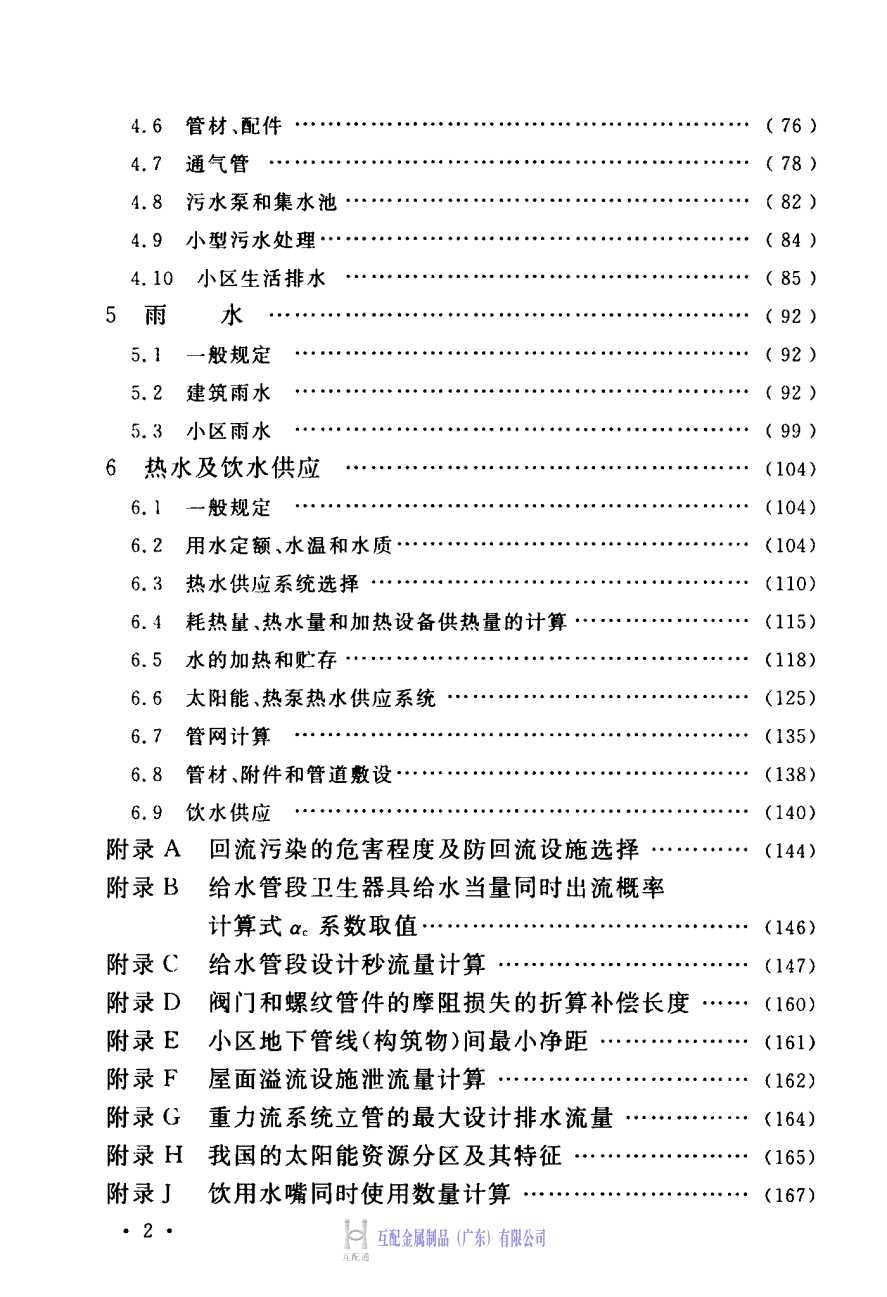 4.6 管材、配件 ………………………………………………… ( 76 )
4.7 通气管 …………………………………………………… ( 78 )
4.8 污水泵和集水池 …………………………………………… ( 82 )
4.9 小型污水处理……………………………………………… ( 84 )
4.10 小区生活排水 …………………………………………… ( 85 )
5 雨 水 …………………………………………………… ( 92 )
5.1 一般规定 ………………………………………………… ( 92 )
5.2 建筑雨水 ………………………………………………… ( 92 )
5.3 小区雨水 ………………………………………………… ( 99 )
6 热水及饮水供应 …………………………………………… (104)
6.1 一般规定 ………………………………………………… (104)
6.2 用水定额、水温和水质……………………………………… (104)
6.3 热水供应系统选择 ………………………………………… (110)
6.4 耗热量、热水量和加热设备供热量的计算 ………………… (115)
6.5 水的加热和贮存 …………………………………………… (118)
6.6 太阳能、热泵热水供应系统 ……………………………… (125)
6.7 管网计算 ………………………………………………… (135)
6.8 管材、附件和管道敷设……………………………………… (138)
6.9 饮水供应 ………………………………………………… (140)
附录 A 回流污染的危害程度及防回流设施选择 ………… (144)
附录 B 给水管段卫生器具给水当量同时出流概率
计算式 αc 系数取值………………………………… (146)
附录 C 给水管段设计秒流量计算 ………………………… (147)
附录 D 阀门和螺纹管件的摩阻损失的折算补偿长度 …… (160)
附录 E 小区地下管线(构筑物)间最小净距 ……………… (161)
附录 F 屋面溢流设施泄流量计算 ………………………… (162)
附录 G 重力流系统立管的最大设计排水流量 …………… (164)
附录 H 我国的太阳能资源分区及其特征 ………………… (165)
附录 J 饮用水嘴同时使用数量计算 ……………………… (167)
· 2 ·
互配金属制品（广东）有限公司
互配通